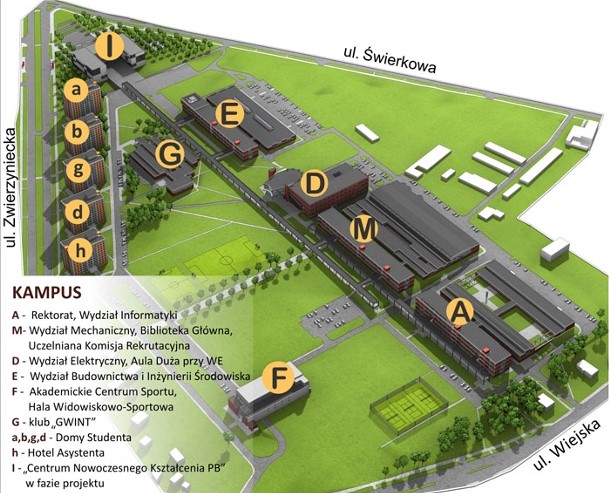 ul. Świerkowa
ul. Zwierzyniecka
I
a
E
b
G
g
D
d
M
h
A
F
ul. Wiejska
KAMPUS
A - Rektorat, Wydział Informatyki
M- Wydział Mechaniczny, Biblioteka Główna,
Uczelniana Komisja Rekrutacyjna
D - Wydział Elektryczny, Aula Duża przy WE
E - Wydział Budownictwa i Inżynierii Środowiska
F - Akademickie Centrum Sportu,
Hala Widowiskowo-Sportowa
G - klub „GWINT"
a,b,g,d - Domy Studenta
h - Hotel Asystenta
I -„Centrum Nowoczesnego Kształcenia PB"
w fazie projektu